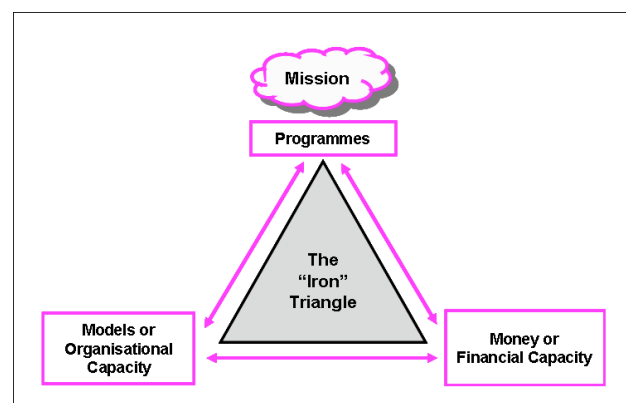 Mission
Programmes
The
“Iron”
Triangle
Models or
Organisational
Capacity
Money or
Financial Capacity